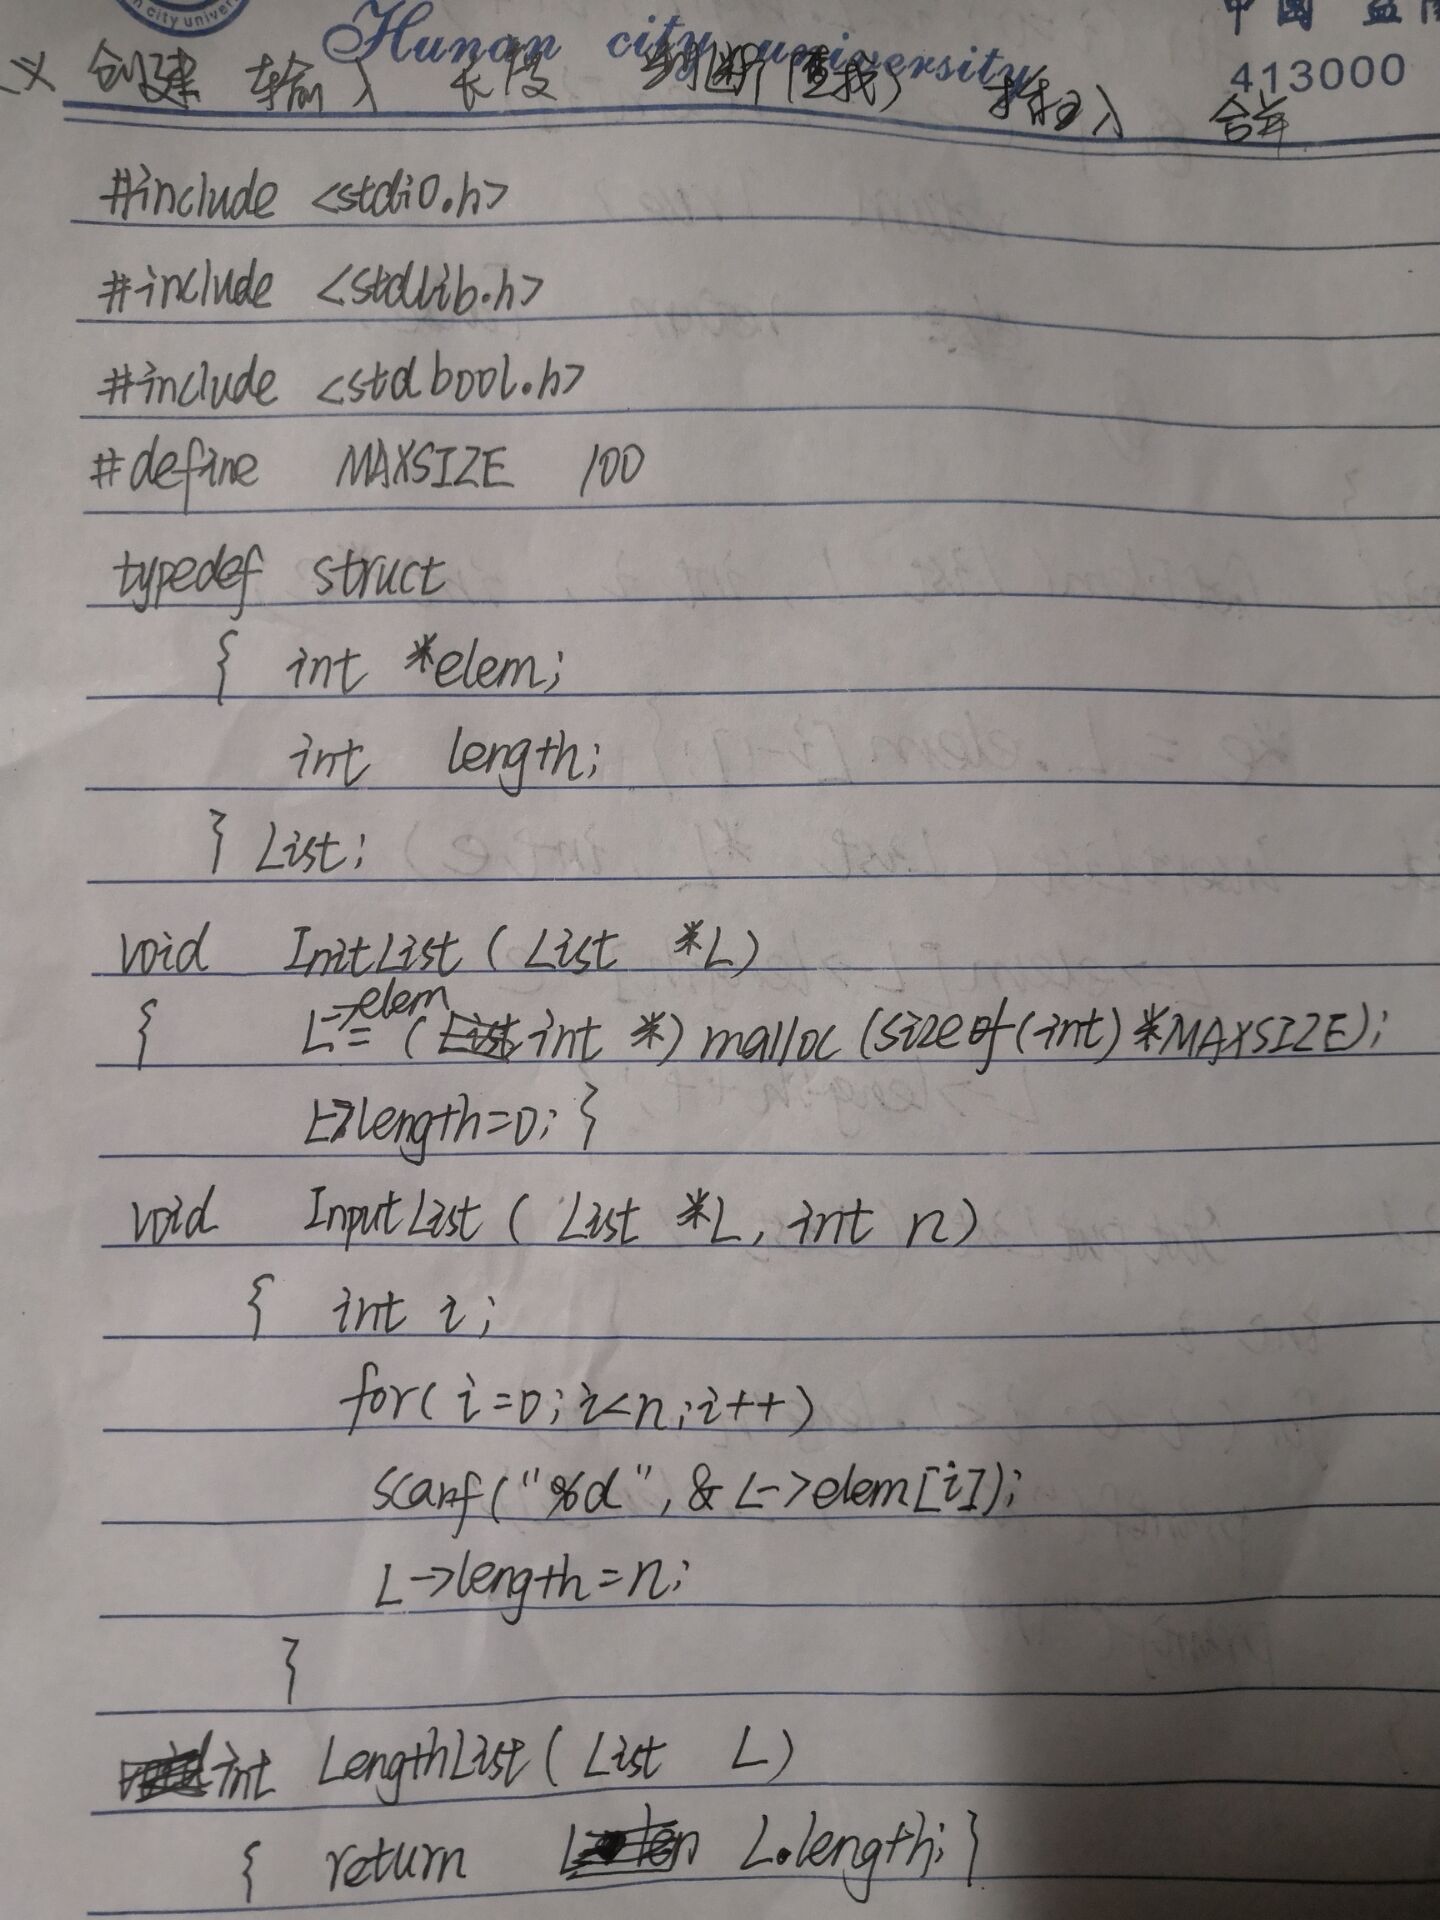 n city univers
Hunan city university
中国 益
413000
义 创建 输入 长度 判断(查找) 插入 合并
#include <stdio.h>
#include <stdlib.h>
#include <stdbool.h>
#define MAXSIZE 100
typedef struct
{ int *elem;
int length;
} List;
void InitList ( List *L)
{ L->elem = (int *) malloc (sizeof(int) *MAXSIZE);
L->length=0; }
void InputList ( List *L, int n)
{ int i;
for( i=0; i<n; i++)
scanf("%d", & L->elem[i]);
L->length=n;
}
int LengthList ( List L)
{ return L.length; }